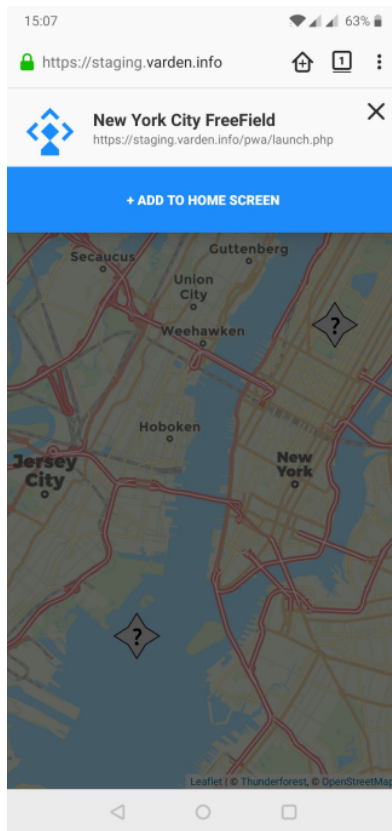 15:07
63%
https://staging.varden.info
1
New York City FreeField
https://staging.varden.info/pwa/launch.php
+ ADD TO HOME SCREEN
Guttenberg
Secaucus
Union
City
Weehawken
?
Hoboken
Jersey
City
New
York
?
Leaflet | © Thunderforest, © OpenStreetMap